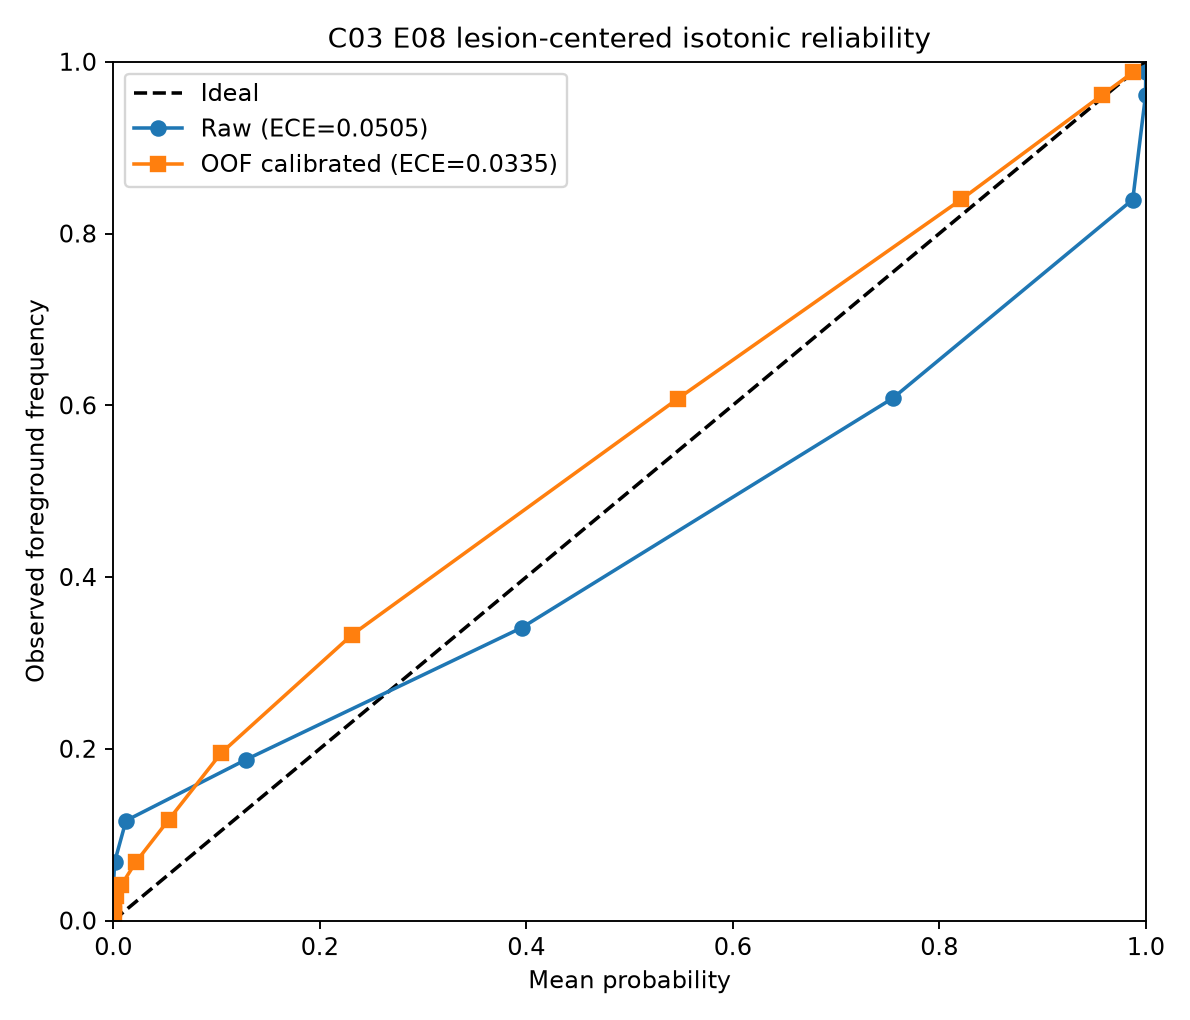 C03 E08 lesion-centered isotonic reliability
Ideal
Raw (ECE=0.0505)
OOF calibrated (ECE=0.0335)
1.0
0.8
0.6
0.4
0.2
0.0
Observed foreground frequency
0.0 0.2 0.4 0.6 0.8 1.0
Mean probability